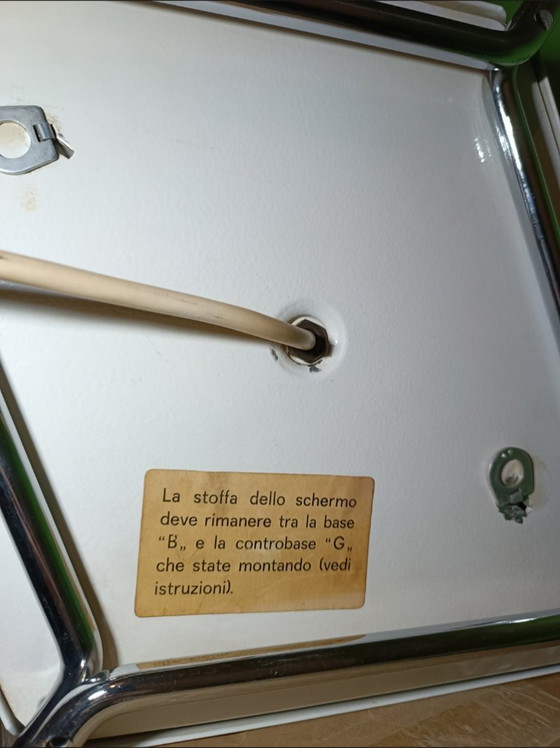 La stoffa dello schermo
deve rimanere tra la base
“B„ e la controbase “G„
che state montando (vedi
istruzioni).